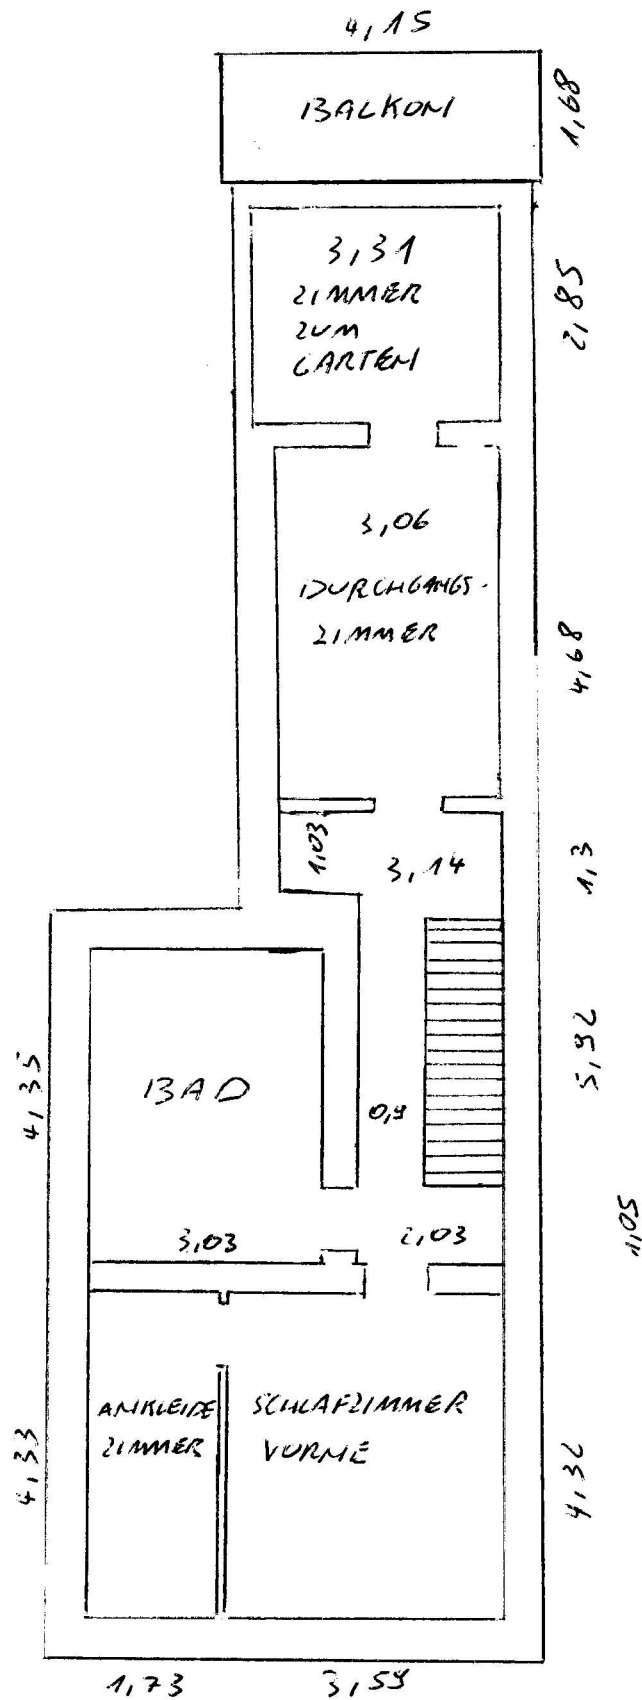 4,15
BALKON
1,68
3,31
ZIMMER
ZUM
GARTEN
2,85
3,06
DURCHGANGS-
ZIMMER
4,68
1,03
3,14
1,3
4,35
BAD
0,9
5,92
3,03
2,03
1,05
ANKLEIDE
ZIMMER
SCHLAFZIMMER
VORNE
4,33
4,32
1,73
3,59